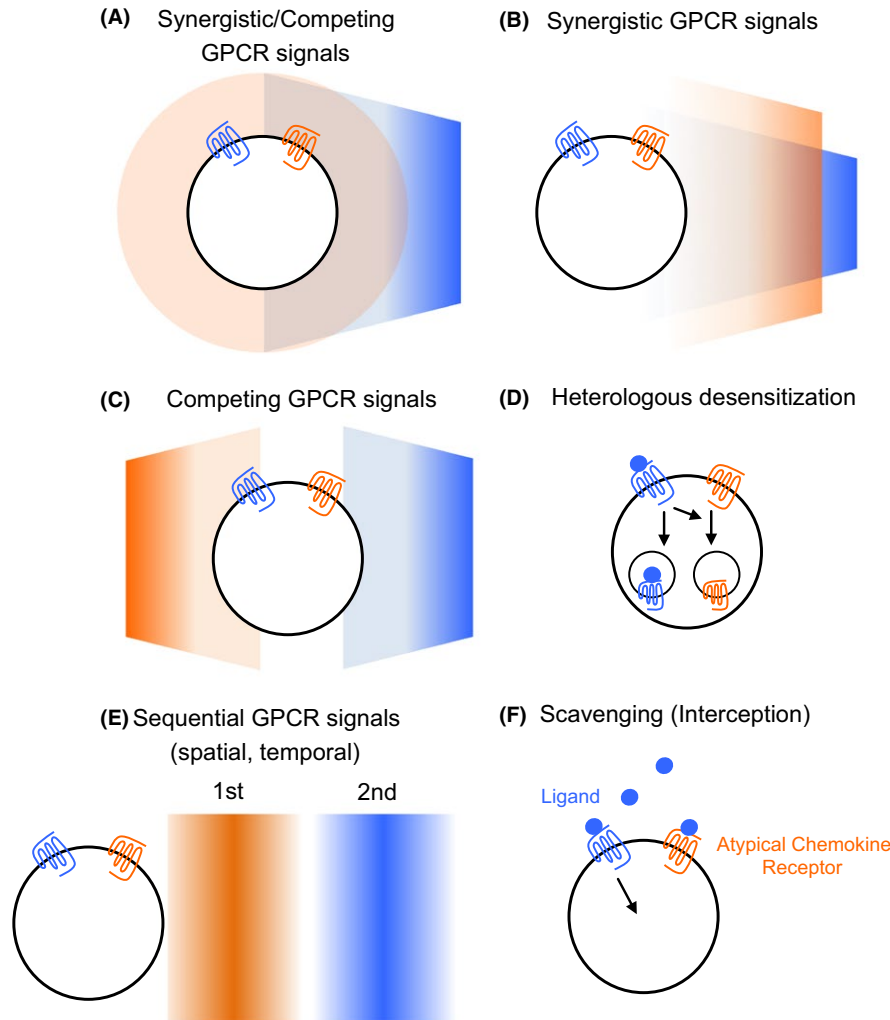 (A) Synergistic/Competing
GPCR signals
(B) Synergistic GPCR signals
(C) Competing GPCR signals
(D) Heterologous desensitization
(E) Sequential GPCR signals
(spatial, temporal)
1st 2nd
(F) Scavenging (Interception)
Ligand
Atypical Chemokine
Receptor